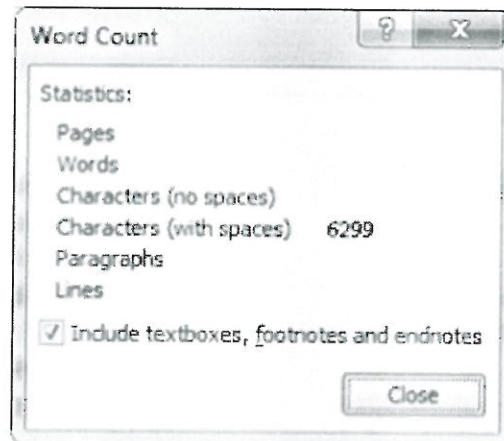 Word Count
Statistics:
Pages
Words
Characters (no spaces)
Characters (with spaces) 6299
Paragraphs
Lines
Include textboxes, footnotes and endnotes
Close